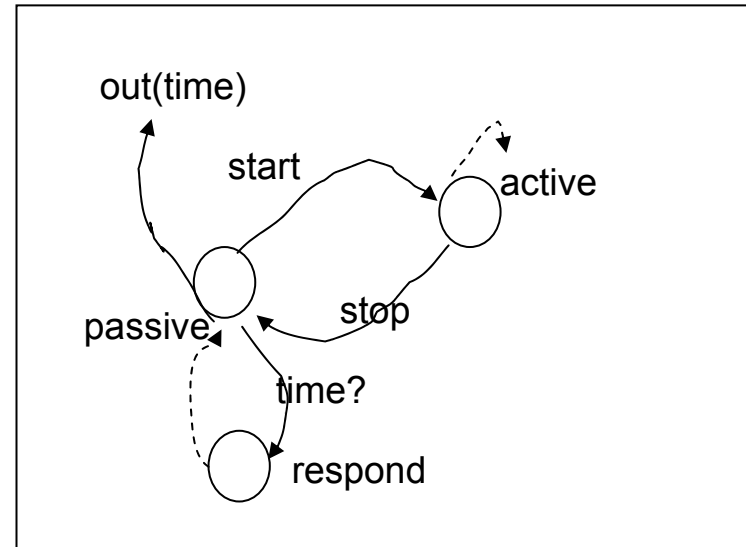 out(time)
start
active
stop
passive
time?
respond